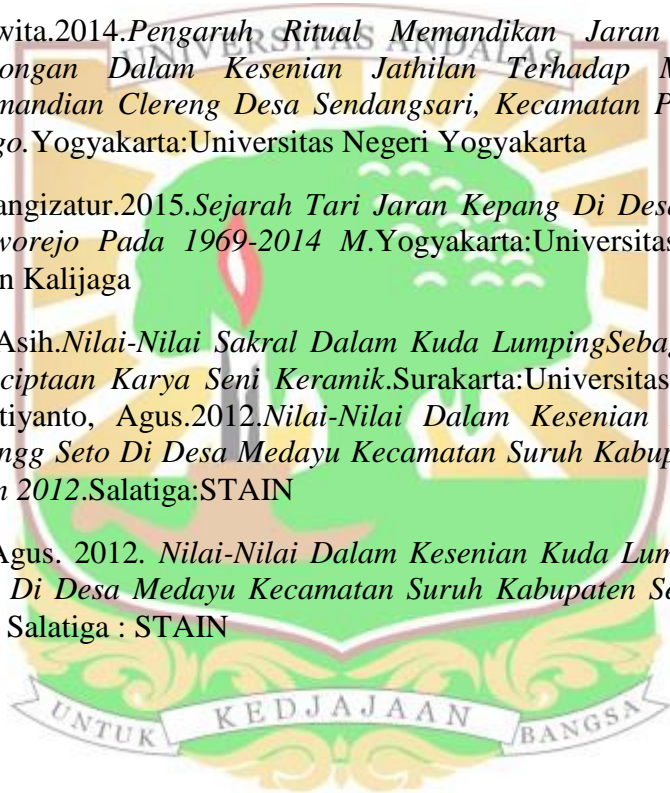 wita.2014.Pengaruh Ritual Memandikan Jaran
UNIVERSITAS ANDALAS
ongan Dalam Kesenian Jathilan Terhadap M
mandian Clereng Desa Sendangsari, Kecamatan P
go.Yogyakarta:Universitas Negeri Yogyakarta
angizatur.2015.Sejarah Tari Jaran Kepang Di Desa
worejo Pada 1969-2014 M.Yogyakarta:Universitas
n Kalijaga
Asih.Nilai-Nilai Sakral Dalam Kuda LumpingSebag
ciptaan Karya Seni Keramik.Surakarta:Universitas
tiyanto, Agus.2012.Nilai-Nilai Dalam Kesenian
ngg Seto Di Desa Medayu Kecamatan Suruh Kabup
n 2012.Salatiga:STAIN
Agus. 2012. Nilai-Nilai Dalam Kesenian Kuda Lum
Di Desa Medayu Kecamatan Suruh Kabupaten Se
Salatiga : STAIN
UNTUK KEDJAJAAN BANGSA